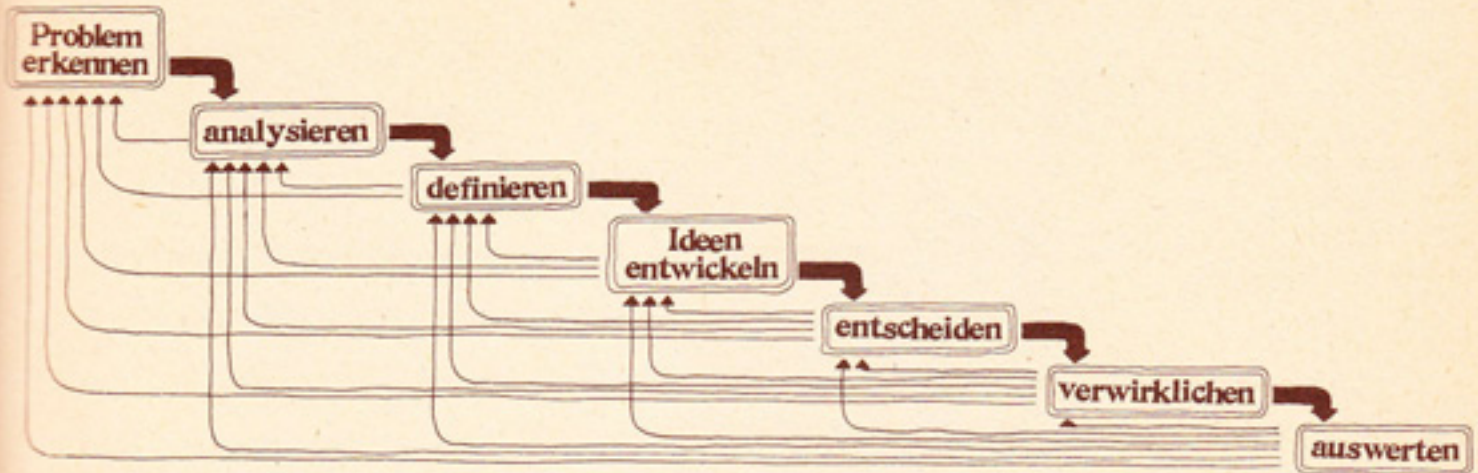 Problem
erkennen
analysieren
definieren
Ideen
entwickeln
entscheiden
verwirklichen
auswerten